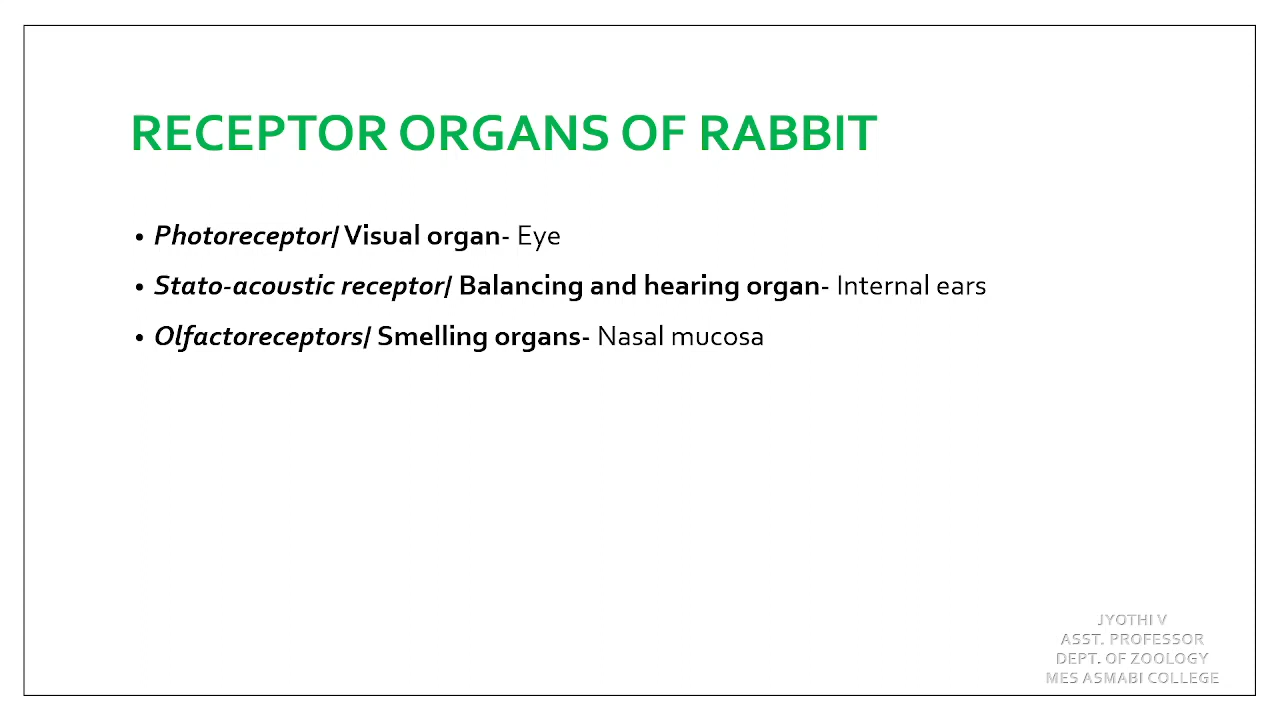 RECEPTOR ORGANS OF RABBIT
• Photoreceptor/ Visual organ- Eye
• Stato-acoustic receptor/ Balancing and hearing organ- Internal ears
• Olfactoreceptors/ Smelling organs- Nasal mucosa
JYOTHI V
ASST. PROFESSOR
DEPT. OF ZOOLOGY
MES ASMABI COLLEGE